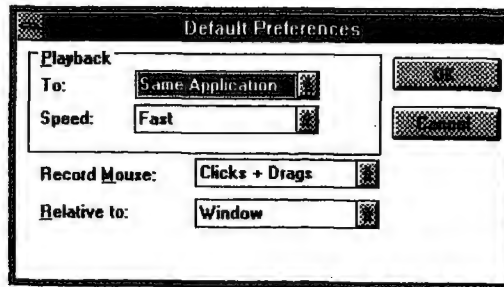 Default Preferences
Playback
To: Same Application
Speed: Fast
OK
Cancel
Record Mouse: Clicks + Drags
Relative to: Window